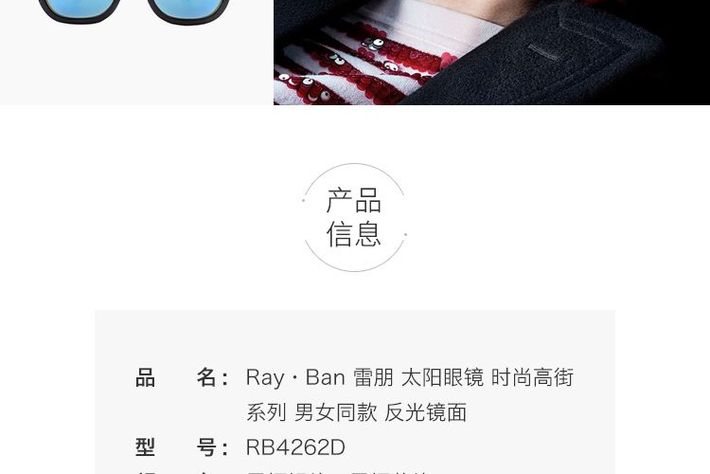 产品
信息
品 名: Ray · Ban 雷朋 太阳眼镜 时尚高街
系列 男女同款 反光镜面
型 号: RB4262D